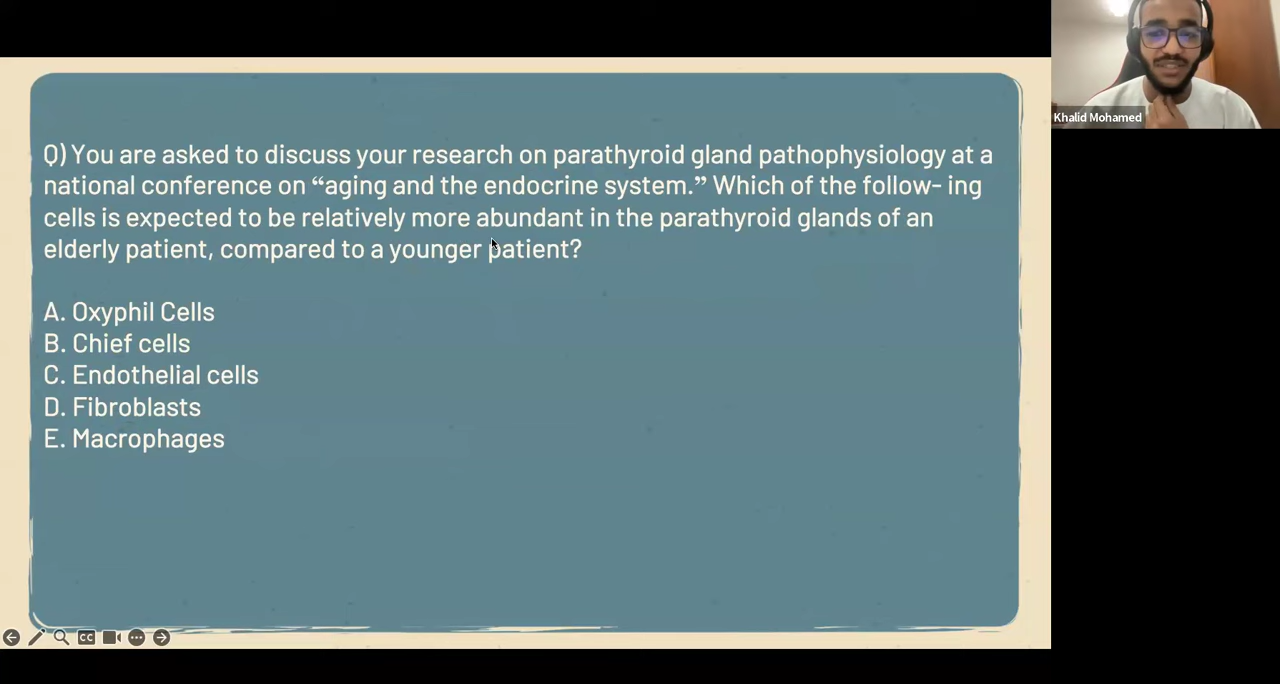 Q) You are asked to discuss your research on parathyroid gland pathophysiology at a
national conference on “aging and the endocrine system.” Which of the follow- ing
cells is expected to be relatively more abundant in the parathyroid glands of an
elderly patient, compared to a younger patient?
A. Oxyphil Cells
B. Chief cells
C. Endothelial cells
D. Fibroblasts
E. Macrophages
Khalid Mohamed
CC